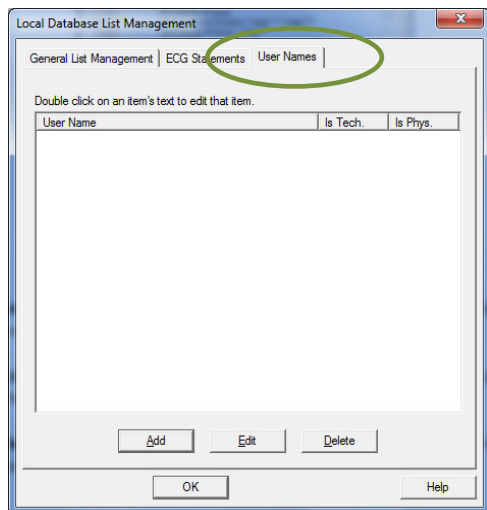 Local Database List Management
General List Management ECG Statements User Names
Double click on an item's text to edit that item.
User Name Is Tech. Is Phys.
Add Edit Delete
OK Help